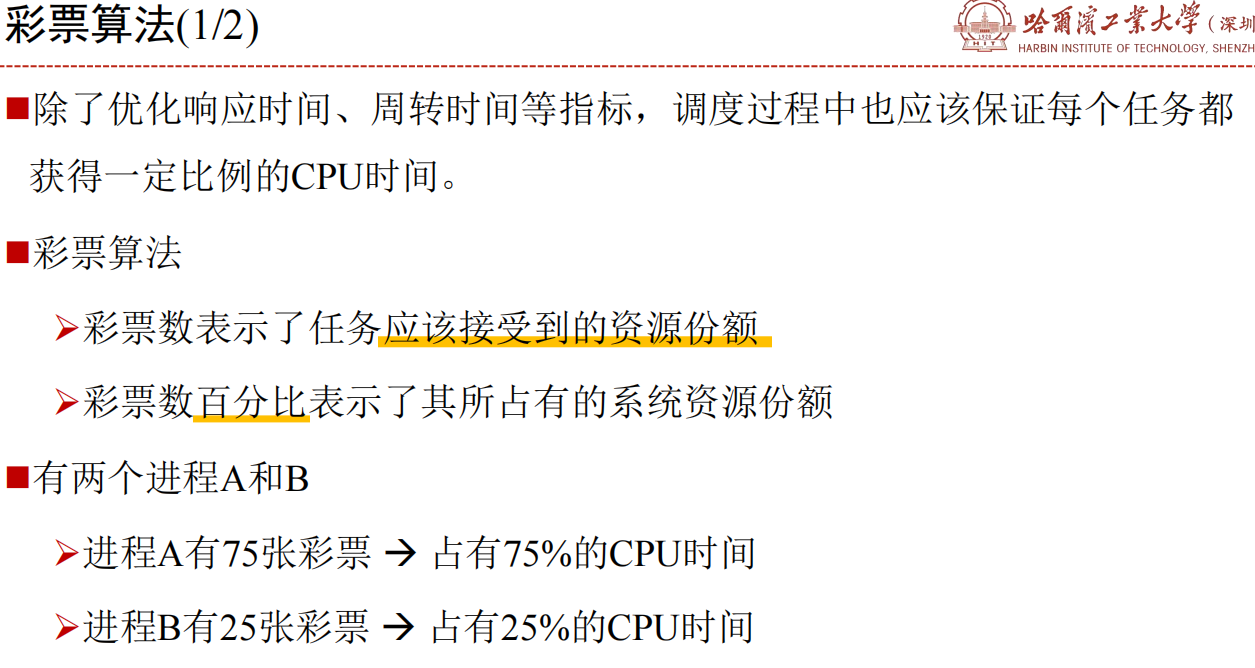 彩票算法(1/2)
哈爾濱工業大學(深圳
HARBIN INSTITUTE OF TECHNOLOGY, SHENZH
1920
HIT
■除了优化响应时间、周转时间等指标，调度过程中也应该保证每个任务都
获得一定比例的CPU时间。
■彩票算法
➢彩票数表示了任务应该接受到的资源份额
➢彩票数百分比表示了其所占有的系统资源份额
■有两个进程A和B
➢进程A有75张彩票 → 占有75%的CPU时间
➢进程B有25张彩票 → 占有25%的CPU时间